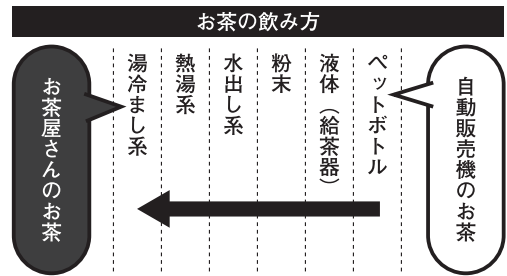 お茶の飲み方
自動販売機のお茶
ペットボトル
液体（給茶器）
粉末
水出し系
熱湯系
湯冷まし系
お茶屋さんのお茶